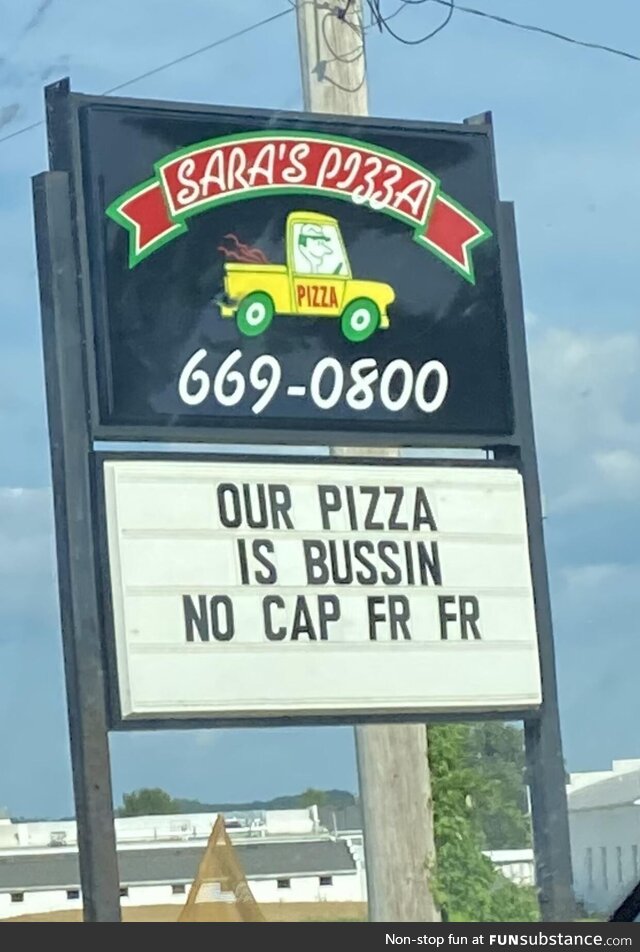 SARA'S PIZZA
PIZZA
669-0800
OUR PIZZA
IS BUSSIN
NO CAP FR FR
Non-stop fun at FUNsubstance.com